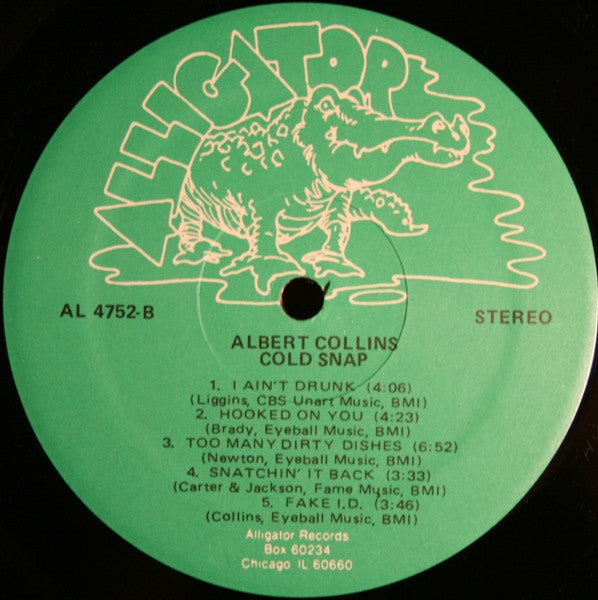 ALLIGATOR
AL 4752-B
STEREO
ALBERT COLLINS
COLD SNAP
1. I AIN'T DRUNK (4:06)
(Liggins, CBS Unart Music, BMI)
2. HOOKED ON YOU (4:23)
(Brady, Eyeball Music, BMI)
3. TOO MANY DIRTY DISHES (6:52)
(Newton, Eyeball Music, BMI)
4. SNATCHIN' IT BACK (3:33)
(Carter & Jackson, Fame Music, BMI)
5. FAKE I.D. (3:46)
(Collins, Eyeball Music, BMI)
Alligator Records
Box 60234
Chicago IL 60660